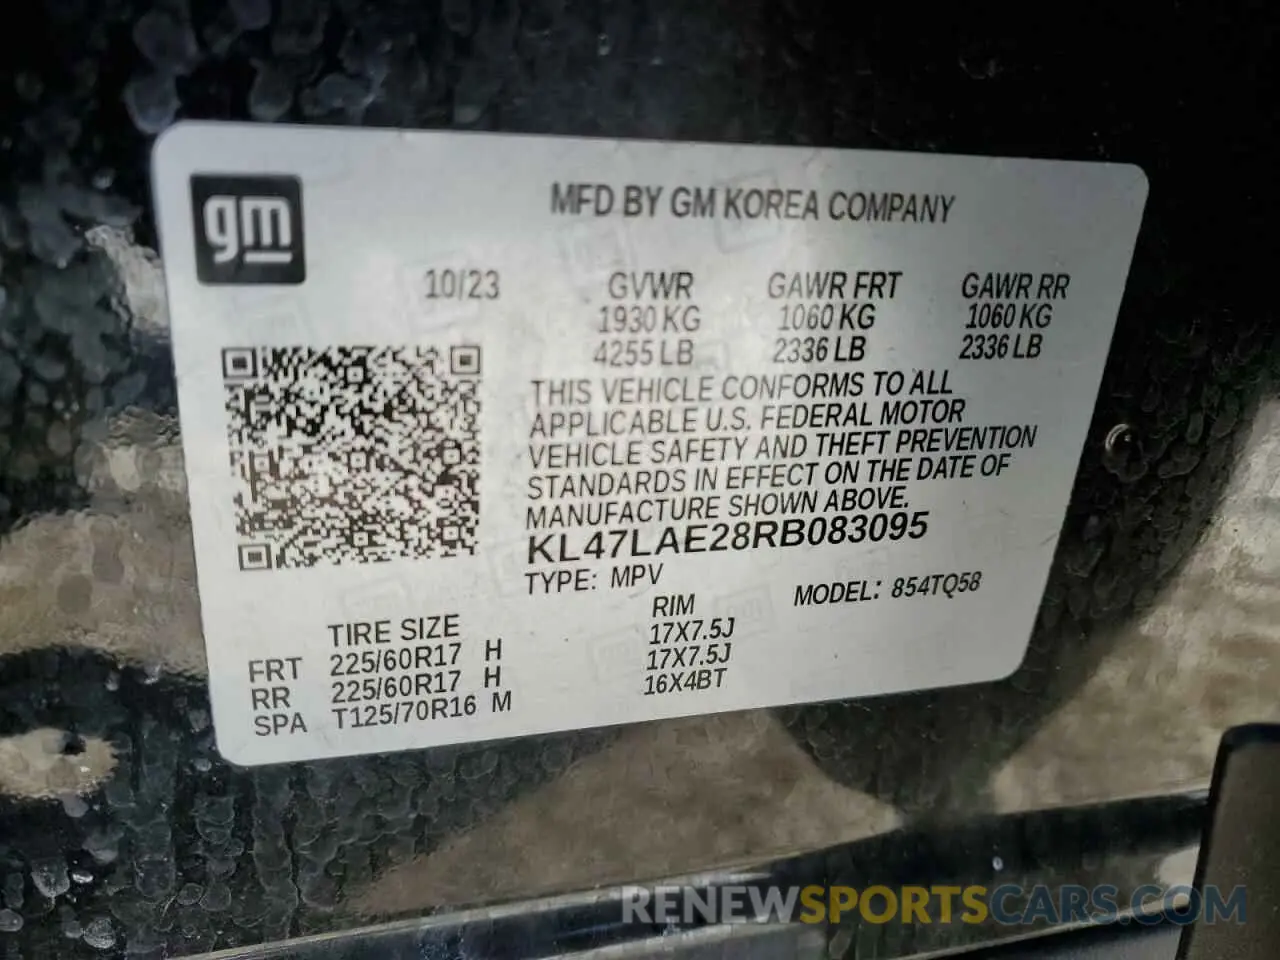 gm
MFD BY GM KOREA COMPANY
10/23 GVWR GAWR FRT GAWR RR
1930 KG 1060 KG 1060 KG
4255 LB 2336 LB 2336 LB
THIS VEHICLE CONFORMS TO ALL
APPLICABLE U.S. FEDERAL MOTOR
VEHICLE SAFETY AND THEFT PREVENTION
STANDARDS IN EFFECT ON THE DATE OF
MANUFACTURE SHOWN ABOVE.
KL47LAE28RB083095
TYPE: MPV MODEL: 854TQ58
TIRE SIZE RIM
FRT 225/60R17 H 17X7.5J
RR 225/60R17 H 17X7.5J
SPA T125/70R16 M 16X4BT
RENEWSPORTSCARS.COM